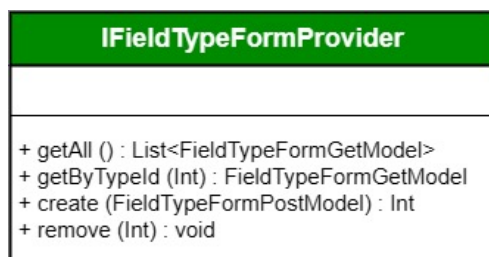 IFieldTypeFormProvider
+ getAll () : List<FieldTypeFormGetModel>
+ getByTypeId (Int) : FieldTypeFormGetModel
+ create (FieldTypeFormPostModel) : Int
+ remove (Int) : void